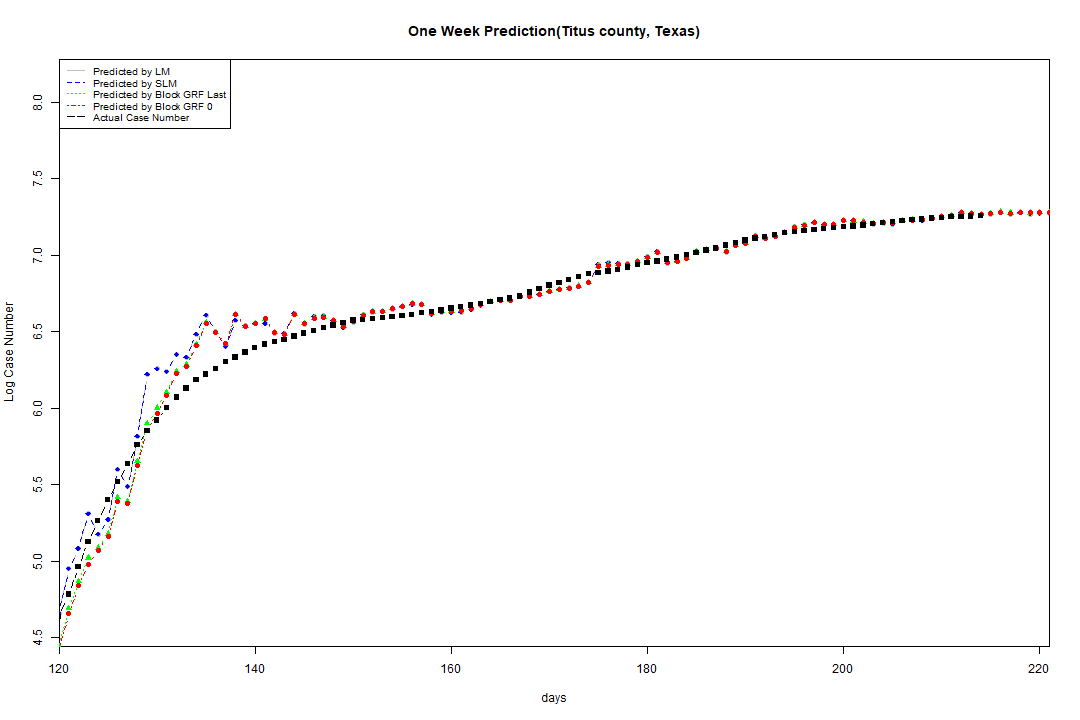 One Week Prediction(Titus county, Texas)
Predicted by LM
Predicted by SLM
Predicted by Block GRF Last
Predicted by Block GRF 0
Actual Case Number
8.0
7.5
7.0
6.5
6.0
5.5
5.0
4.5
Log Case Number
120 140 160 180 200 220
days